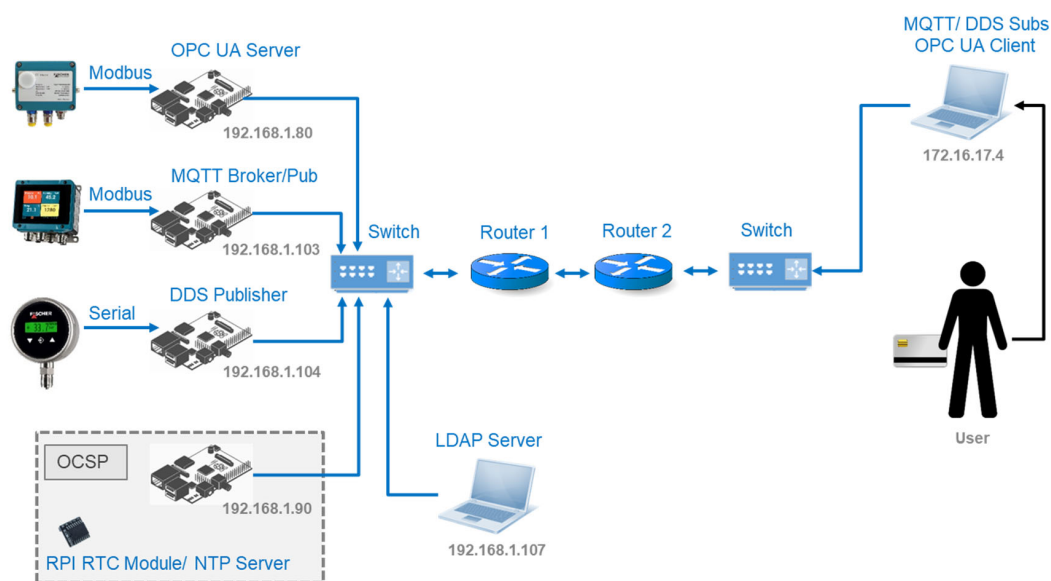 MQTT/ DDS Subs
OPC UA Client
OPC UA Server
Modbus
192.168.1.80
172.16.17.4
MQTT Broker/Pub
Modbus
192.168.1.103
Switch
Router 1
Router 2
Switch
DDS Publisher
Serial
192.168.1.104
LDAP Server
User
OCSP
192.168.1.90
RPI RTC Module/ NTP Server
192.168.1.107